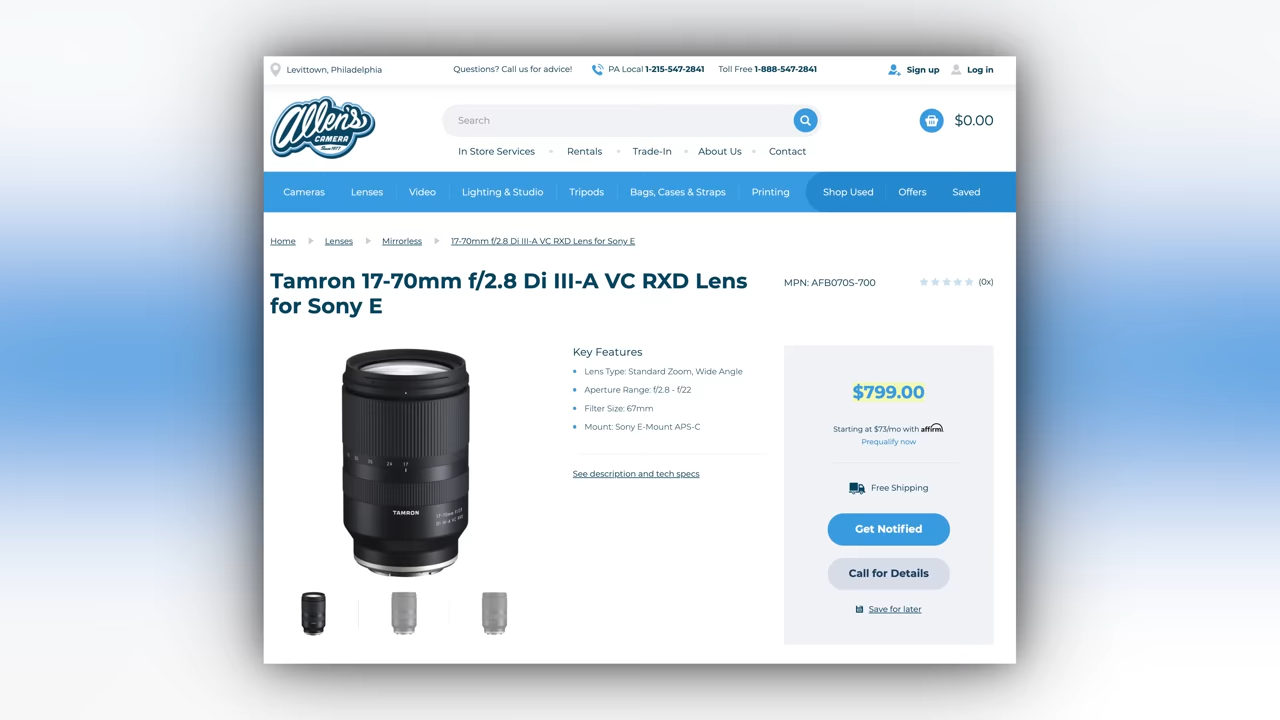 Levittown, Philadelphia
Questions? Call us for advice!
PA Local 1-215-547-2841
Toll Free 1-888-547-2841
Sign up
Log in
Allen's
CAMERA
Since 1977
Search
$0.00
In Store Services
Rentals
Trade-In
About Us
Contact
Cameras
Lenses
Video
Lighting & Studio
Tripods
Bags, Cases & Straps
Printing
Shop Used
Offers
Saved
Home
Lenses
Mirrorless
17-70mm f/2.8 Di III-A VC RXD Lens for Sony E
Tamron 17-70mm f/2.8 Di III-A VC RXD Lens
for Sony E
MPN: AFB070S-700
(0x)
Key Features
Lens Type: Standard Zoom, Wide Angle
Aperture Range: f/2.8 - f/22
Filter Size: 67mm
Mount: Sony E-Mount APS-C
See description and tech specs
$799.00
Starting at $73/mo with affirm.
Prequalify now
Free Shipping
Get Notified
Call for Details
Save for later
24 17
TAMRON